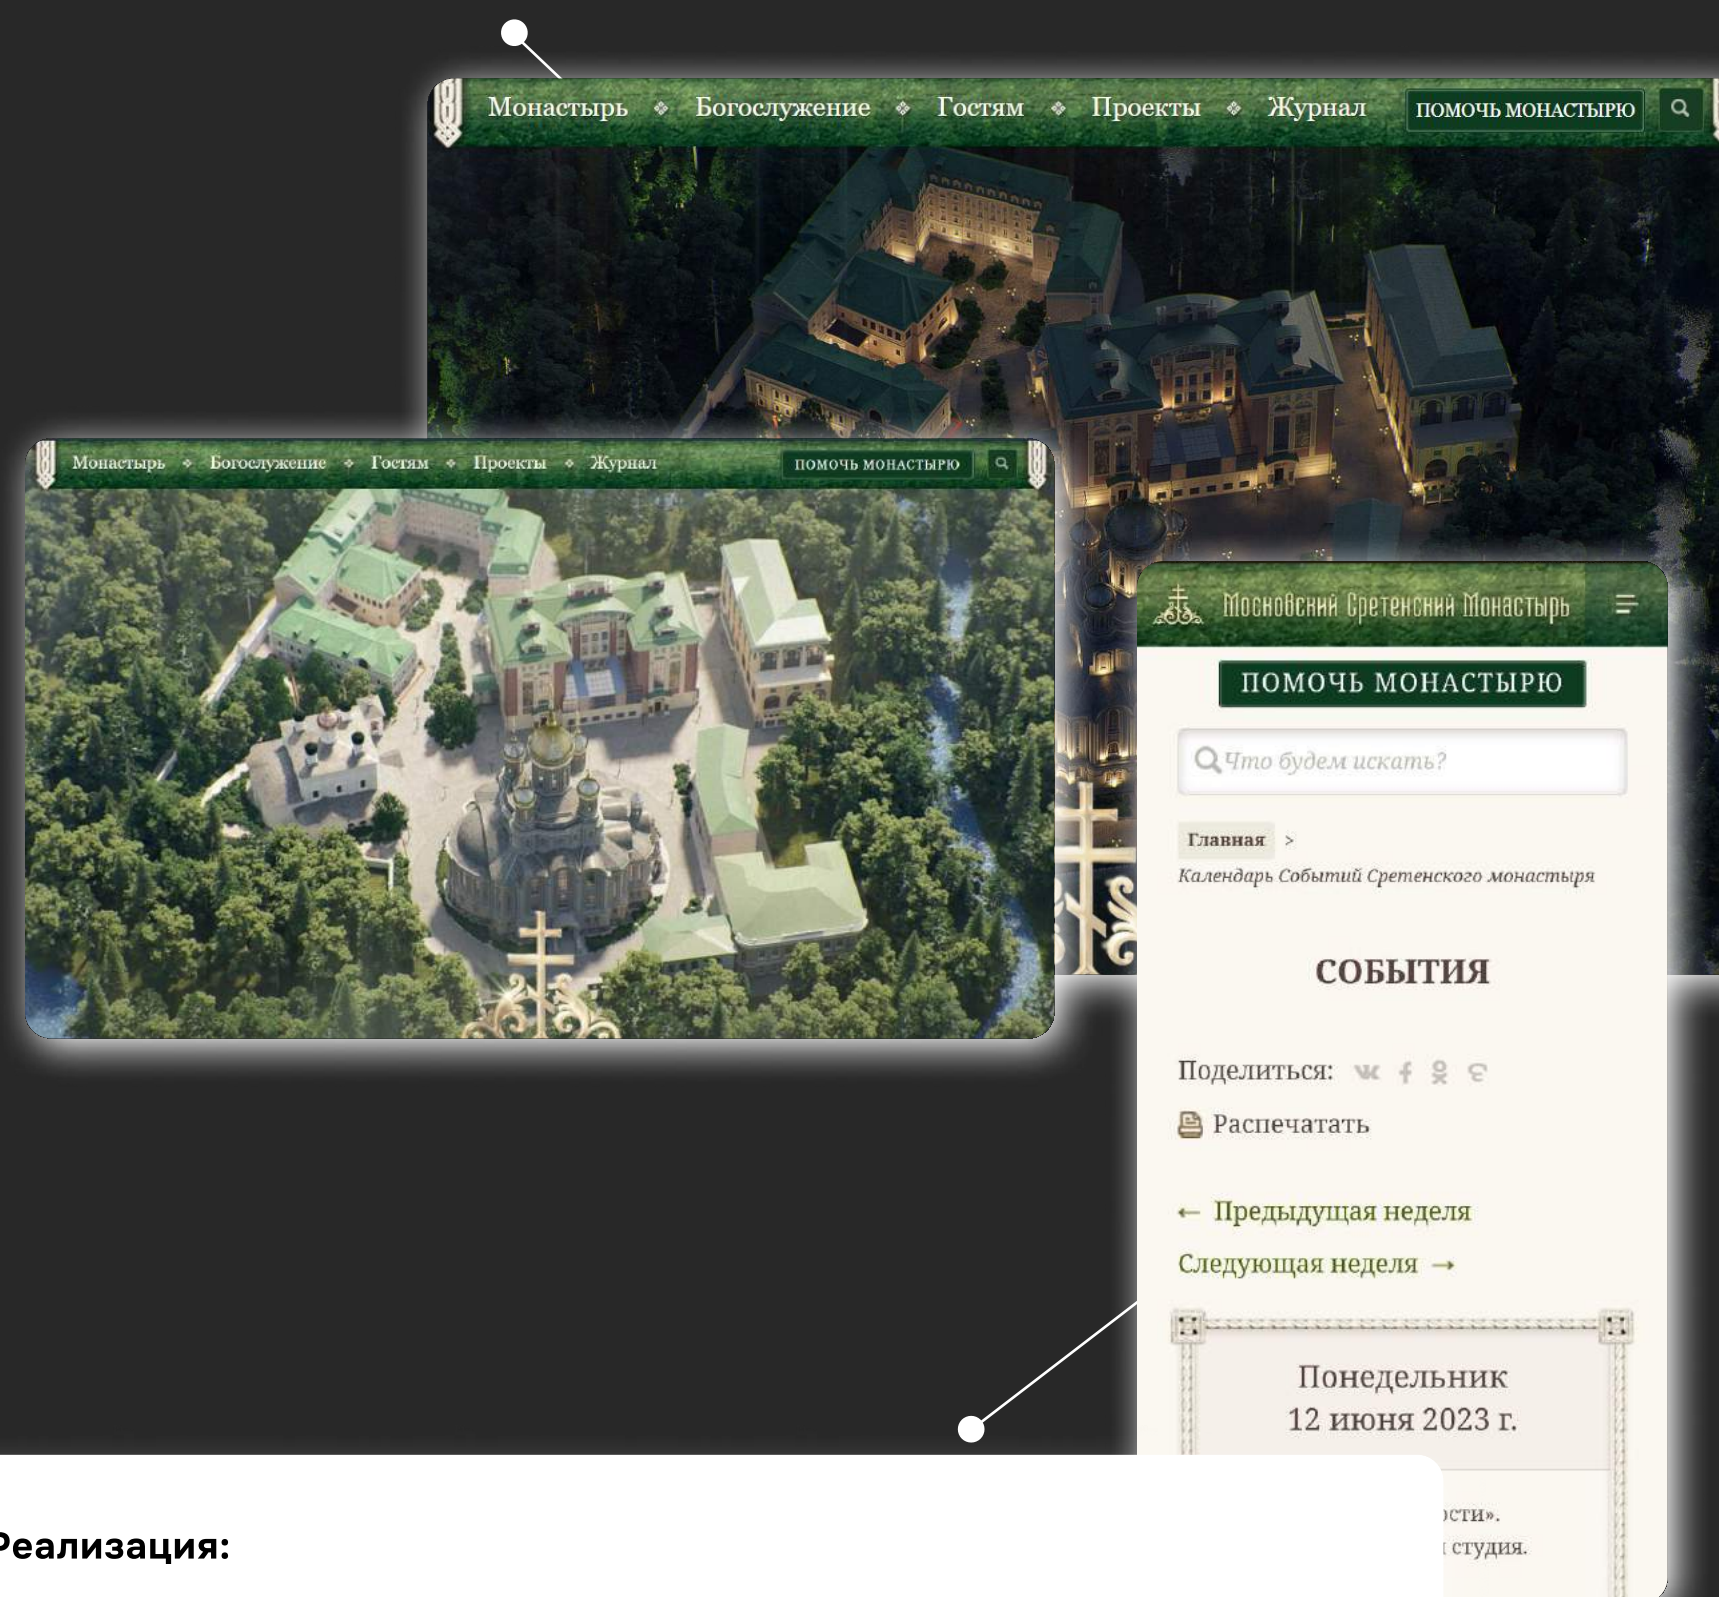 Монастырь ❖ Богослужение ❖ Гостям ❖ Проекты ❖ Журнал ПОМОЧЬ МОНАСТЫРЮ
Монастырь ❖ Богослужение ❖ Гостям ❖ Проекты ❖ Журнал ПОМОЧЬ МОНАСТЫРЮ
Московский Сретенский Монастырь
ПОМОЧЬ МОНАСТЫРЮ
Что будем искать?
Главная >
Календарь Событий Сретенского монастыря
СОБЫТИЯ
Поделиться:
Распечатать
← Предыдущая неделя
Следующая неделя →
Понедельник
12 июня 2023 г.
студия.
Реализация: